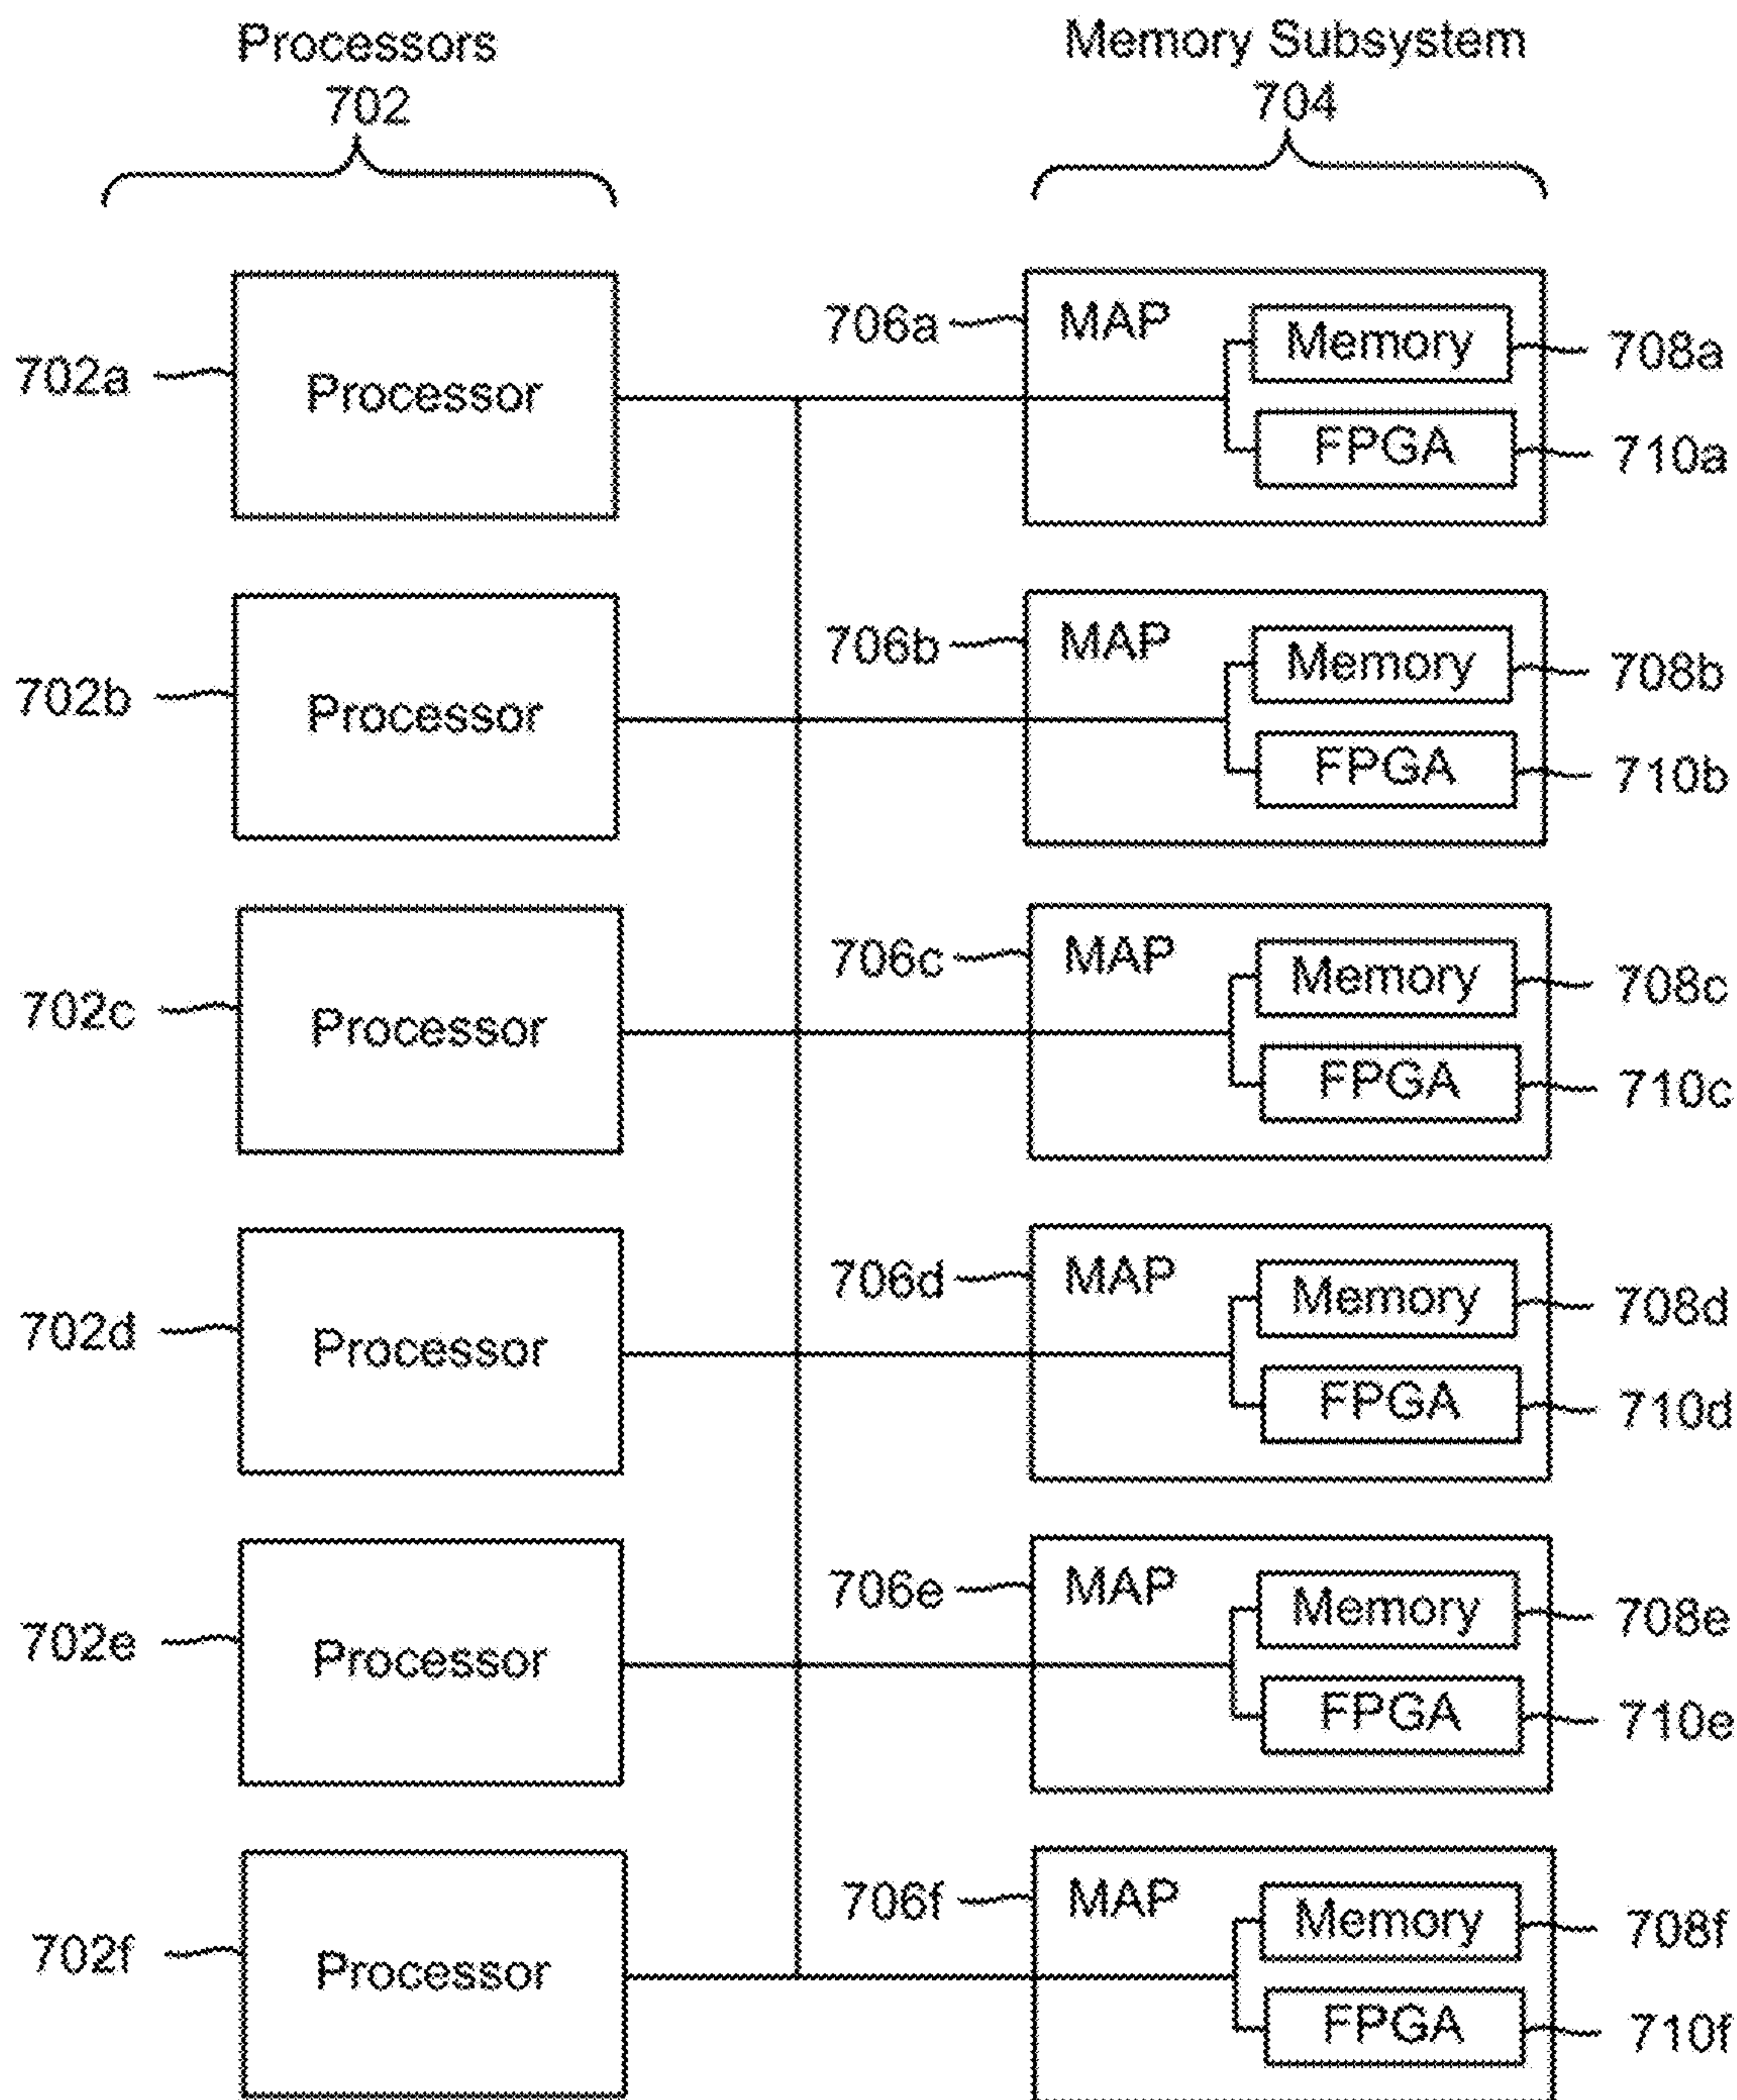 Processors
702
Memory Subsystem
704
706a
MAP
Memory
708a
702a
Processor
FPGA
710a
706b
MAP
Memory
708b
702b
Processor
FPGA
710b
706c
MAP
Memory
708c
702c
Processor
FPGA
710c
706d
MAP
Memory
708d
702d
Processor
FPGA
710d
706e
MAP
Memory
708e
702e
Processor
FPGA
710e
706f
MAP
Memory
708f
702f
Processor
FPGA
710f